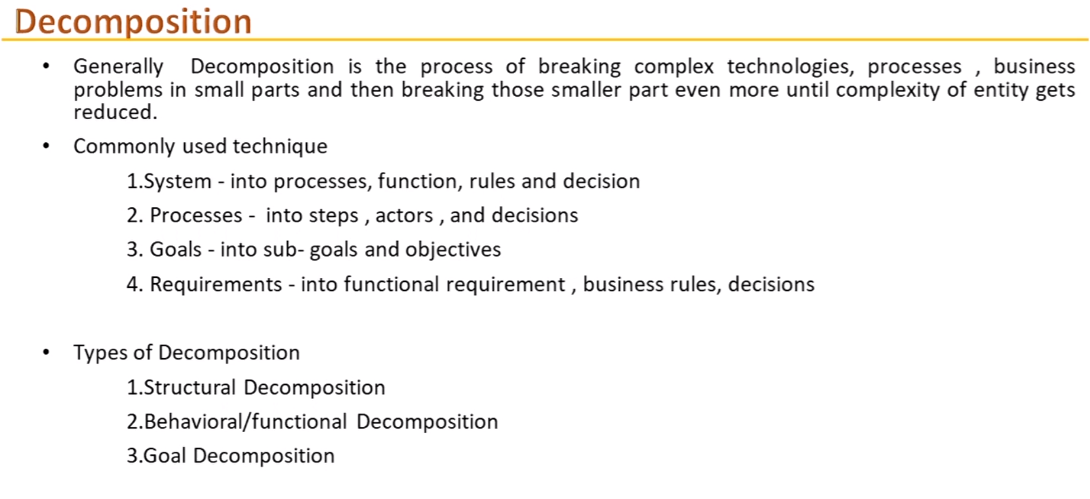 Decomposition
• Generally Decomposition is the process of breaking complex technologies, processes , business
problems in small parts and then breaking those smaller part even more until complexity of entity gets
reduced.
• Commonly used technique
1.System - into processes, function, rules and decision
2. Processes - into steps , actors , and decisions
3. Goals - into sub- goals and objectives
4. Requirements - into functional requirement , business rules, decisions
• Types of Decomposition
1.Structural Decomposition
2.Behavioral/functional Decomposition
3.Goal Decomposition